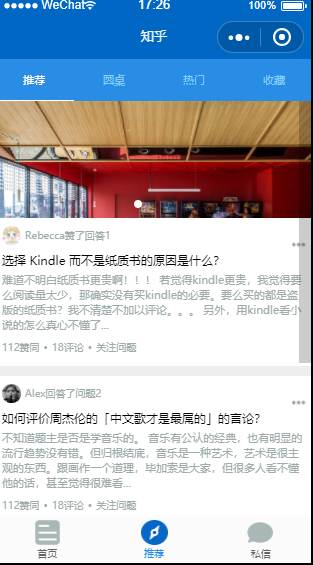 WeChat 17:26 100%
知乎
推荐 圆桌 热门 收藏
Rebecca赞了回答1
选择 Kindle 而不是纸质书的原因是什么?
难道不明白纸质书更贵啊！！！ 若觉得kindle更贵，我觉得要
么阅读量太少，那确实没有买kindle的必要。要么买的都是盗
版的纸质书？我不清楚不加以评论。。。 另外，用kindle看小
说的怎么真心不懂了...
112赞同 • 18评论 • 关注问题
Alex回答了问题2
如何评价周杰伦的「中文歌才是最屌的」的言论?
不知道题主是否是学音乐的。 音乐有公认的经典，也有明显的
流行趋势没有错。但归根结底，音乐是一种艺术，艺术是很主
观的东西。跟画作一个道理，毕加索是大家，但很多人看不懂
他的话，甚至觉得很难看...
112赞同 • 18评论 • 关注问题
首页 推荐 私信